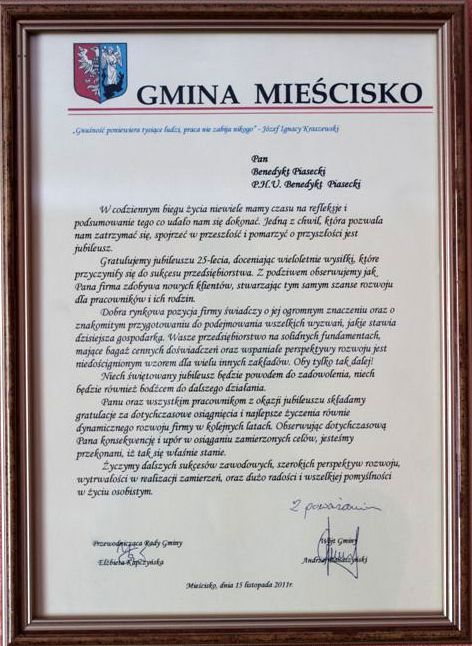 GMINA MIEŚCISKO
„Gnuśność poniewiera tysiące ludzi, praca nie zabija nikogo” - Józef Ignacy Kraszewski
Pan
Benedykt Piasecki
P.H.U. Benedykt Piasecki
W codziennym biegu życia niewiele mamy czasu na refleksje i
podsumowanie tego co udało nam się dokonać. Jedną z chwil, która pozwala
nam zatrzymać się, spojrzeć w przeszłość i pomarzyć o przyszłości jest
jubileusz.
Gratulujemy jubileuszu 25-lecia, doceniając wieloletnie wysiłki, które
przyczyniły się do sukcesu przedsiębiorstwa. Z podziwem obserwujemy jak
Pana firma zdobywa nowych klientów, stwarzając tym samym szanse rozwoju
dla pracowników i ich rodzin.
Dobra rynkowa pozycja firmy świadczy o jej ogromnym znaczeniu oraz o
znakomitym przygotowaniu do podejmowania wszelkich wyzwań, jakie stawia
dzisiejsza gospodarka. Wasze przedsiębiorstwo na solidnych fundamentach,
mające bagaż cennych doświadczeń oraz wspaniałe perspektywy rozwoju jest
niedoścignionym wzorem dla wielu innych zakładów. Oby tylko tak dalej!
Niech świętowany jubileusz będzie powodem do zadowolenia, niech
będzie również bodźcem do dalszego działania.
Panu oraz wszystkim pracownikom z okazji jubileuszu składamy
gratulacje za dotychczasowe osiągnięcia i najlepsze życzenia równie
dynamicznego rozwoju firmy w kolejnych latach. Obserwując dotychczasową
Pana konsekwencję i upór w osiąganiu zamierzonych celów, jesteśmy
przekonani, iż tak się właśnie stanie.
Życzymy dalszych sukcesów zawodowych, szerokich perspektyw rozwoju,
wytrwałości w realizacji zamierzeń, oraz dużo radości i wszelkiej pomyślności
w życiu osobistym.
Z poważaniem
Przewodnicząca Rady Gminy
Wójt Gminy
Elżbieta
Andrzej
Mieścisko, dnia 15 listopada 2011r.